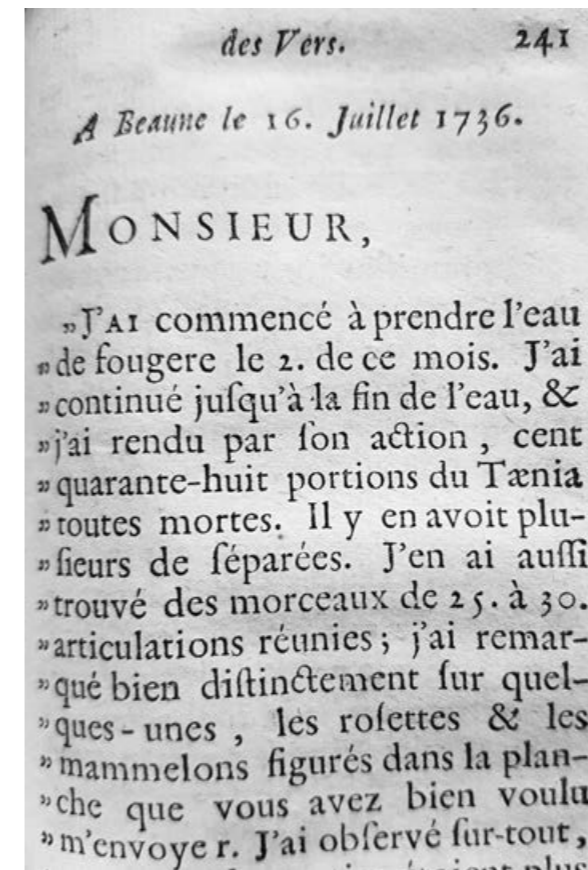 des Vers. 241
A Beaune le 16. Juillet 1736.
MONSIEUR,
„J'AI commencé à prendre l'eau
„de fougere le 2. de ce mois. J'ai
„continué juſqu'à la fin de l'eau, &
„j'ai rendu par ſon action, cent
„quarante-huit portions du Tænia
„toutes mortes. Il y en avoit plu-
„ſieurs de ſéparées. J'en ai auſſi
„trouvé des morceaux de 25. à 30.
„articulations réunies; j'ai remar-
„qué bien diſtinctement ſur quel-
„ques-unes, les roſettes & les
„mammelons figurés dans la plan-
„che que vous avez bien voulu
„m'envoye r. J'ai obſervé ſur-tout,
plus